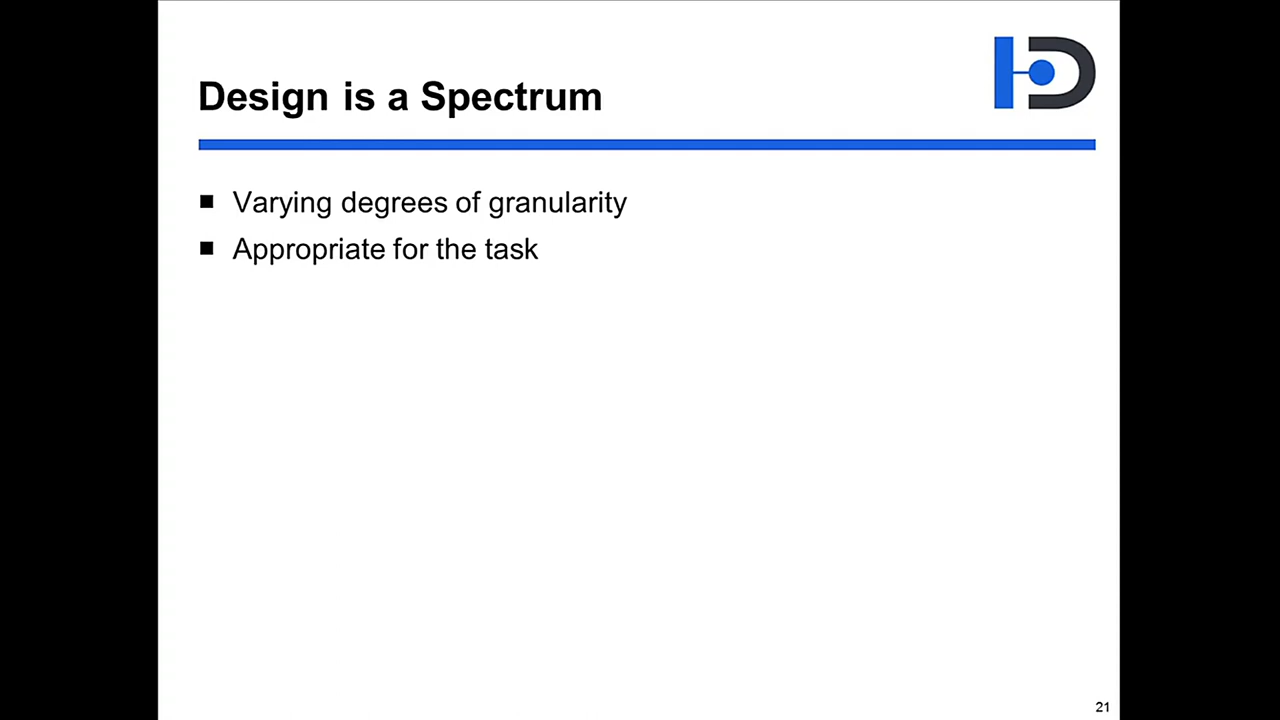 Design is a Spectrum
Varying degrees of granularity
Appropriate for the task
21